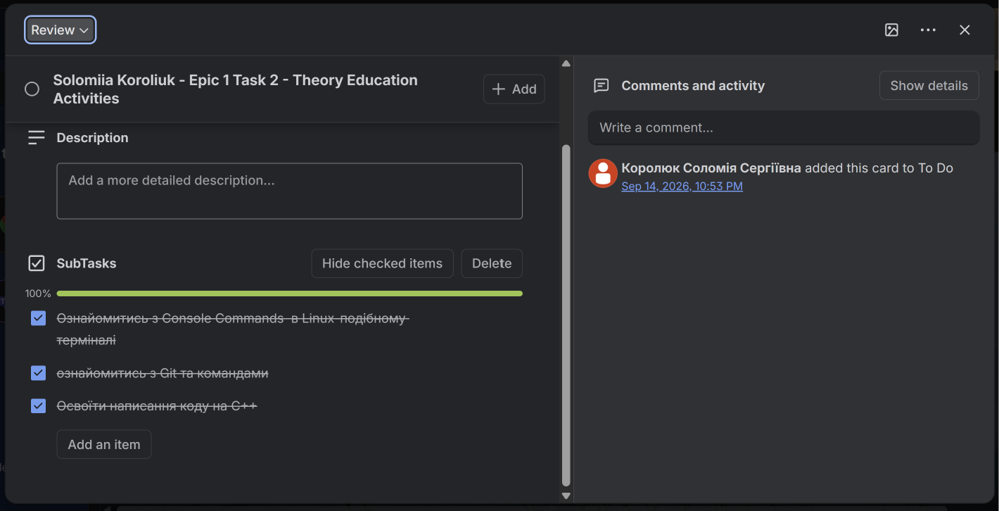 Review
Solomiia Koroliuk - Epic 1 Task 2 - Theory Education
Activities
Add
Description
Add a more detailed description...
SubTasks
Hide checked items
Delete
100%
Ознайомитись з Console Commands в Linux-подібному
терміналі
ознайомитись з Git та командами
Освоїти написання коду на C++
Add an item
Comments and activity
Show details
Write a comment...
Королюк Соломія Сергіївна added this card to To Do
Sep 14, 2026, 10:53 PM